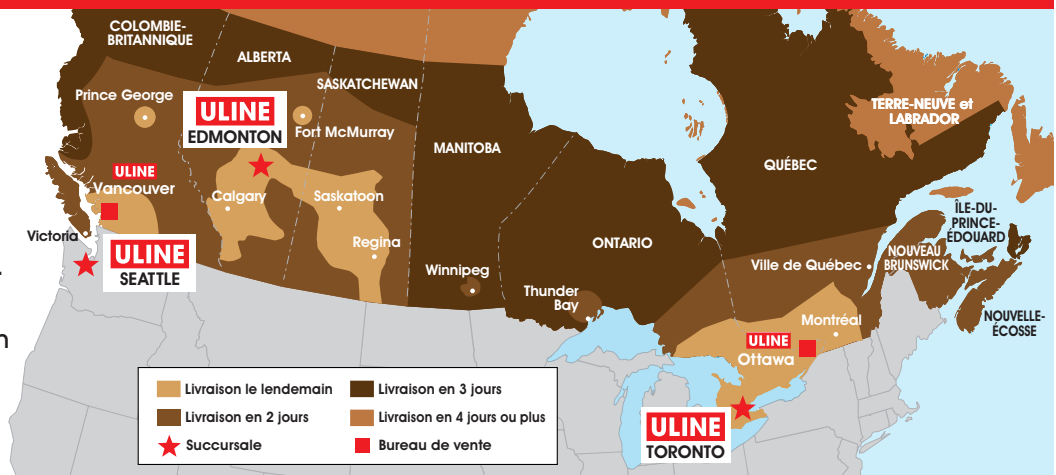 COLOMBIE-
BRITANNIQUE
ALBERTA
SASKATCHEWAN
Prince George
ULINE
EDMONTON
Fort McMurray
MANITOBA
TERRE-NEUVE et
LABRADOR
QUÉBEC
ULINE
Vancouver
Calgary
Saskatoon
Victoria
ULINE
SEATTLE
Regina
Winnipeg
ONTARIO
Thunder
Bay
Ville de Québec
ÎLE-DU-
PRINCE-
ÉDOUARD
NOUVEAU
BRUNSWICK
NOUVELLE-
ÉCOSSE
Montréal
ULINE
Ottawa
ULINE
TORONTO
Livraison le lendemain
Livraison en 3 jours
Livraison en 2 jours
Livraison en 4 jours ou plus
Succursale
Bureau de vente